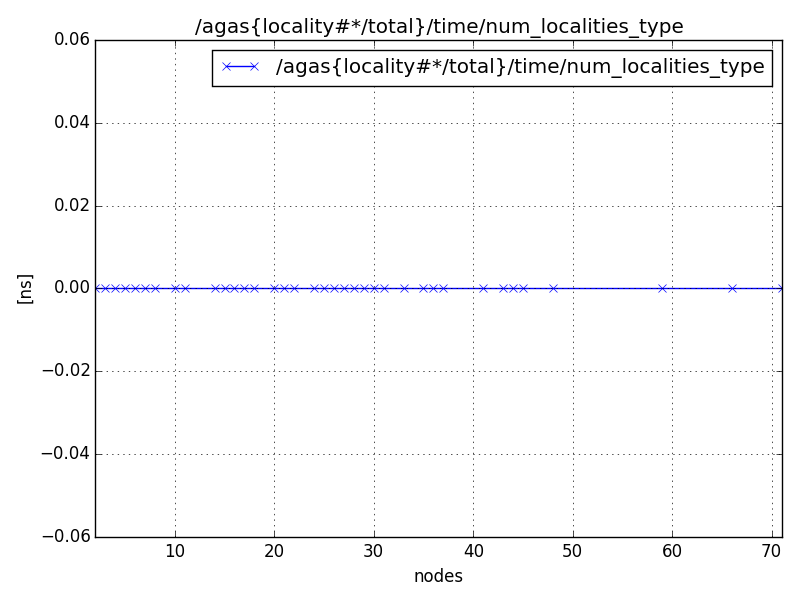 /agas{locality#*/total}/time/num_localities_type
/agas{locality#*/total}/time/num_localities_type
0.06
0.04
0.02
0.00
−0.02
−0.04
−0.06
[ns]
10 20 30 40 50 60 70
nodes